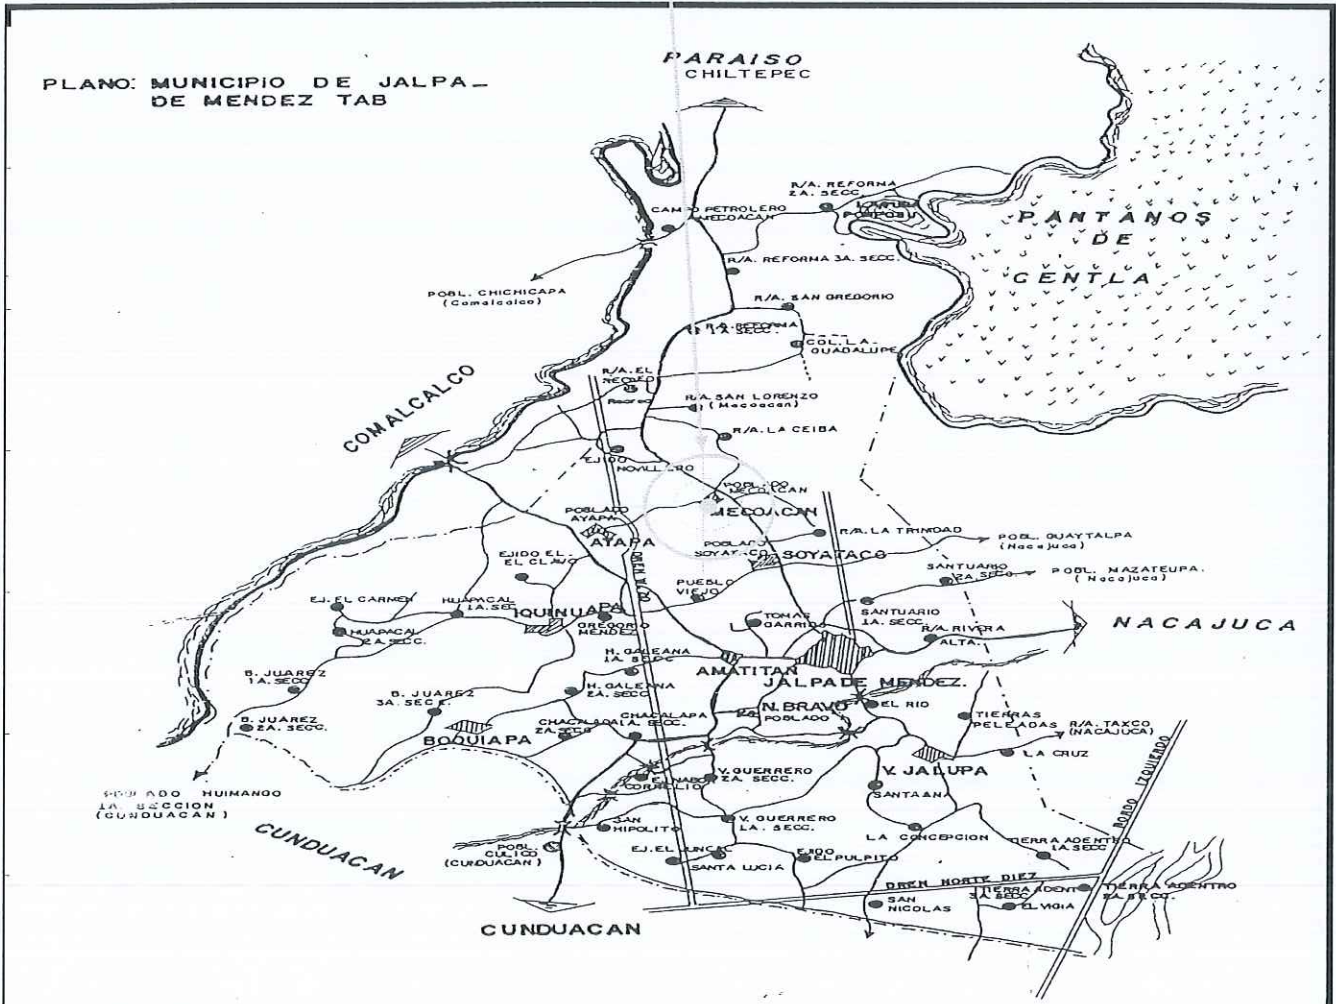 PARAISO
CHILTEPEC
PLANO: MUNICIPIO DE JALPA_
DE MENDEZ TAB
R/A. REFORMA
2A. SECC.
CAMPO PETROLERO
MECOACAN
PANTANOS
DE
CENTLA
R/A. REFORMA 3A. SECC.
POBL. CHICHICAPA
(Comalcalco)
R/A. SAN GREGORIO
R/A. REFORMA
1A. SECC.
COL. LA.
GUADALUPE
COMALCALCO
R/A. EL
RECREO
Recreo
R/A. SAN LORENZO
(Mecoacan)
R/A. LA CEIBA
EJIDO
NOVILLERO
POBLADO
MECOACAN
MECOACAN
POBLADO
AYAPA
AYAPA
R/A. LA TRINIDAD
POBL. GUAYTALPA
(Nacajuca)
POBLADO
SOYATACO
SOYATACO
EJIDO EL.
EL CLAVO
SANTUARIO
2A. SECC.
POBL. MAZATEUPA.
(Nacajuca)
PUEBLO
VIEJO
EJ. EL CARMEN
HUAPACAL
1A. SEC.
IQUINUAPA
GREGORIO
MENDEZ
TOMAS
GARRIDO
SANTUARIO
1A. SECC.
R/A. RIVERA
ALTA.
NACAJUCA
HUAPACAL
2A. SECC.
H. GALEANA
1A. SECC
AMATITAN
JALPA DE MENDEZ.
B. JUAREZ
1A. SECC
H. GALEANA
2A. SECC
B. JUAREZ
3A. SECC.
N. BRAVO
POBLADO
EL RIO
TIERRAS
PELEADAS
R/A. TAXCO
(NACAJUCA)
B. JUAREZ
2A. SECC.
CHACALAPA
2A. SECC
CHACALAPA
1A. SECC.
BOQUIAPA
LA CRUZ
V. JALUPA
V. GUERRERO
2A. SECC.
CORNELIO
SANTA ANA
BORDO IZQUIERDO
HUIMANGO
1A. SECCION
(CUNDUACAN)
CUNDUACAN
SAN
HIPOLITO
V. GUERRERO
1A. SECC.
LA CONCEPCION
TIERRA ADENTRO
1A. SECC
POBL.
CULICO
(CUNDUACAN)
EJ. EL JUNCAL
SANTA LUCIA
EJIDO
EL PULPITO
DREN NORTE DIEZ
SAN
NICOLAS
TIERRA ADENT
3A. SECC.
EL VIGIA
TIERRA ADENTRO
2A. SECC.
CUNDUACAN